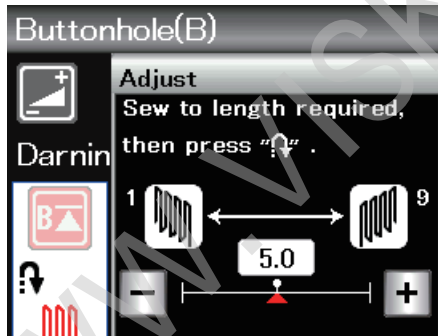 Buttonhole(B)
Adjust
Sew to length required,
Darnin then press "" .
B
1 9
5.0
- +